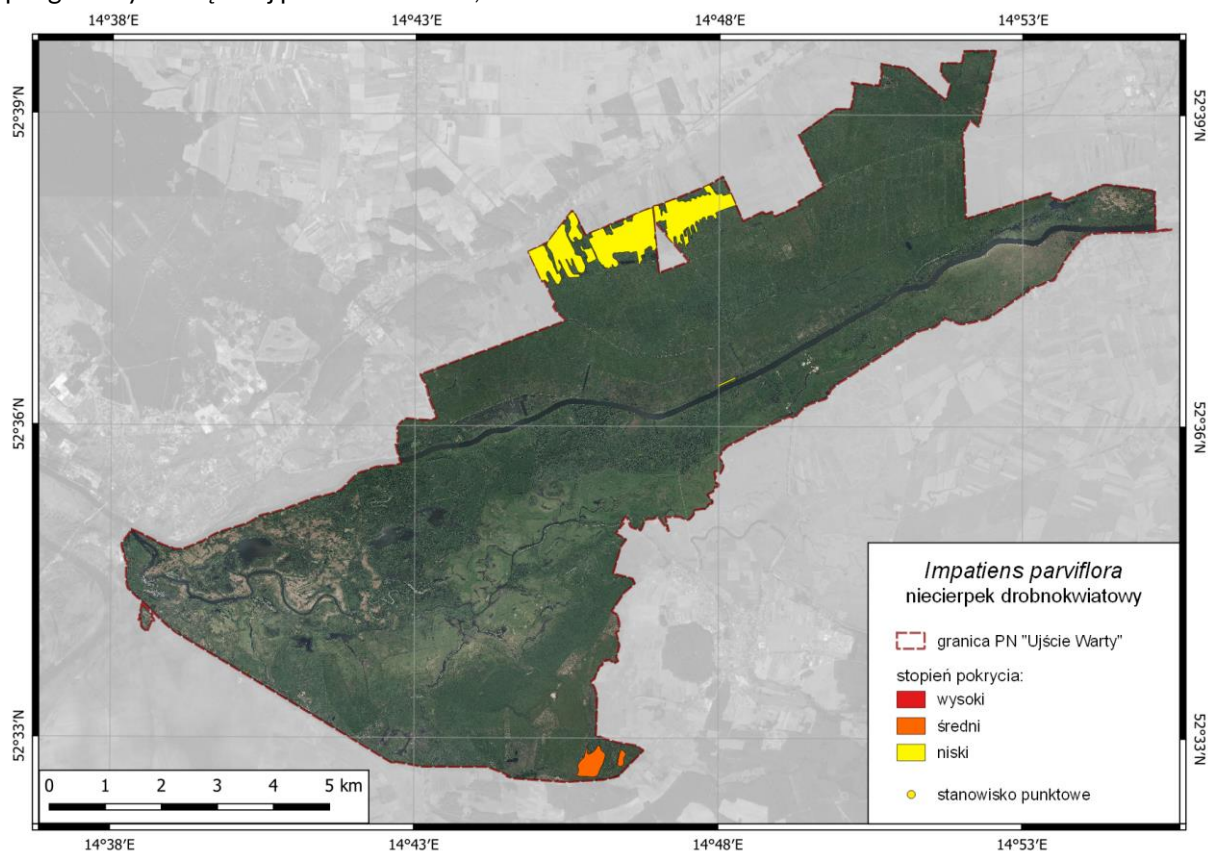 14°38′E 14°43′E 14°48′E 14°53′E
52°39′N 52°39′N
52°36′N 52°36′N
52°33′N 52°33′N
Impatiens parviflora
niecierpek drobnokwiatowy
granica PN "Ujście Warty"
stopień pokrycia:
wysoki
średni
niski
stanowisko punktowe
0 1 2 3 4 5 km
14°38′E 14°43′E 14°48′E 14°53′E